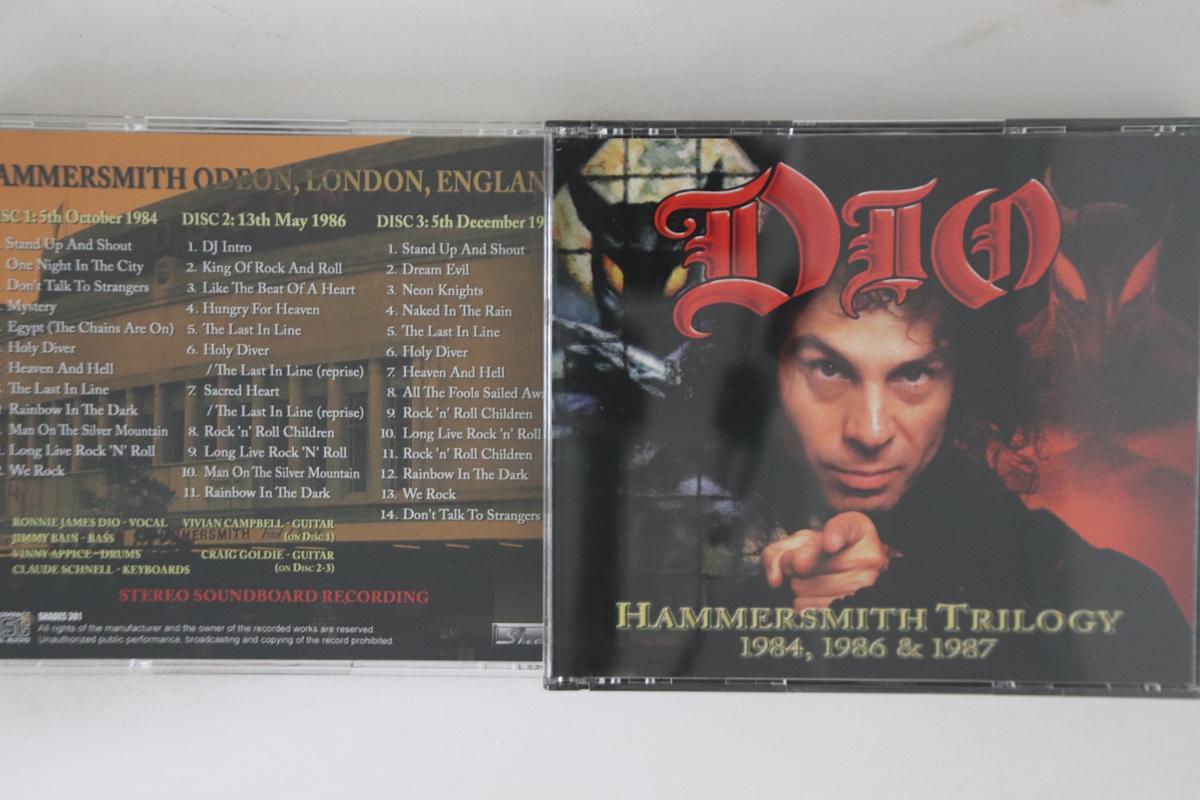 AMMERSMITH ODEON, LONDON, ENGLAN
SC 1: 5th October 1984
Stand Up And Shout
One Night In The City
Don't Talk To Strangers
Mystery
Egypt (The Chains Are On)
Holy Diver
Heaven And Hell
The Last In Line
Rainbow In The Dark
Man On The Silver Mountain
Long Live Rock 'N' Roll
We Rock
DISC 2: 13th May 1986
1. DJ Intro
2. King Of Rock And Roll
3. Like The Beat Of A Heart
4. Hungry For Heaven
5. The Last In Line
6. Holy Diver
/ The Last In Line (reprise)
7. Sacred Heart
/ The Last In Line (reprise)
8. Rock 'n' Roll Children
9. Long Live Rock 'N' Roll
10. Man On The Silver Mountain
11. Rainbow In The Dark
DISC 3: 5th December 19
1. Stand Up And Shout
2. Dream Evil
3. Neon Knights
4. Naked In The Rain
5. The Last In Line
6. Holy Diver
7. Heaven And Hell
8. All The Fools Sailed Aw
9. Rock 'n' Roll Children
10. Long Live Rock 'n' Roll
11. Rock 'n' Roll Children
12. Rainbow In The Dark
13. We Rock
14. Don't Talk To Strangers
RONNIE JAMES DIO - VOCAL
JIMMY BAIN - BASS
VINNY APPICE - DRUMS
CLAUDE SCHNELL - KEYBOARDS
VIVIAN CAMPBELL - GUITAR
(ON DISC 1)
CRAIG GOLDIE - GUITAR
(ON DISC 2-3)
STEREO SOUNDBOARD RECORDING
SHADES 301
All rights of the manufacturer and the owner of the recorded works are reserved.
Unauthorized public performance, broadcasting and copying of the record prohibited.
DIO
HAMMERSMITH TRILOGY
1984, 1986 & 1987